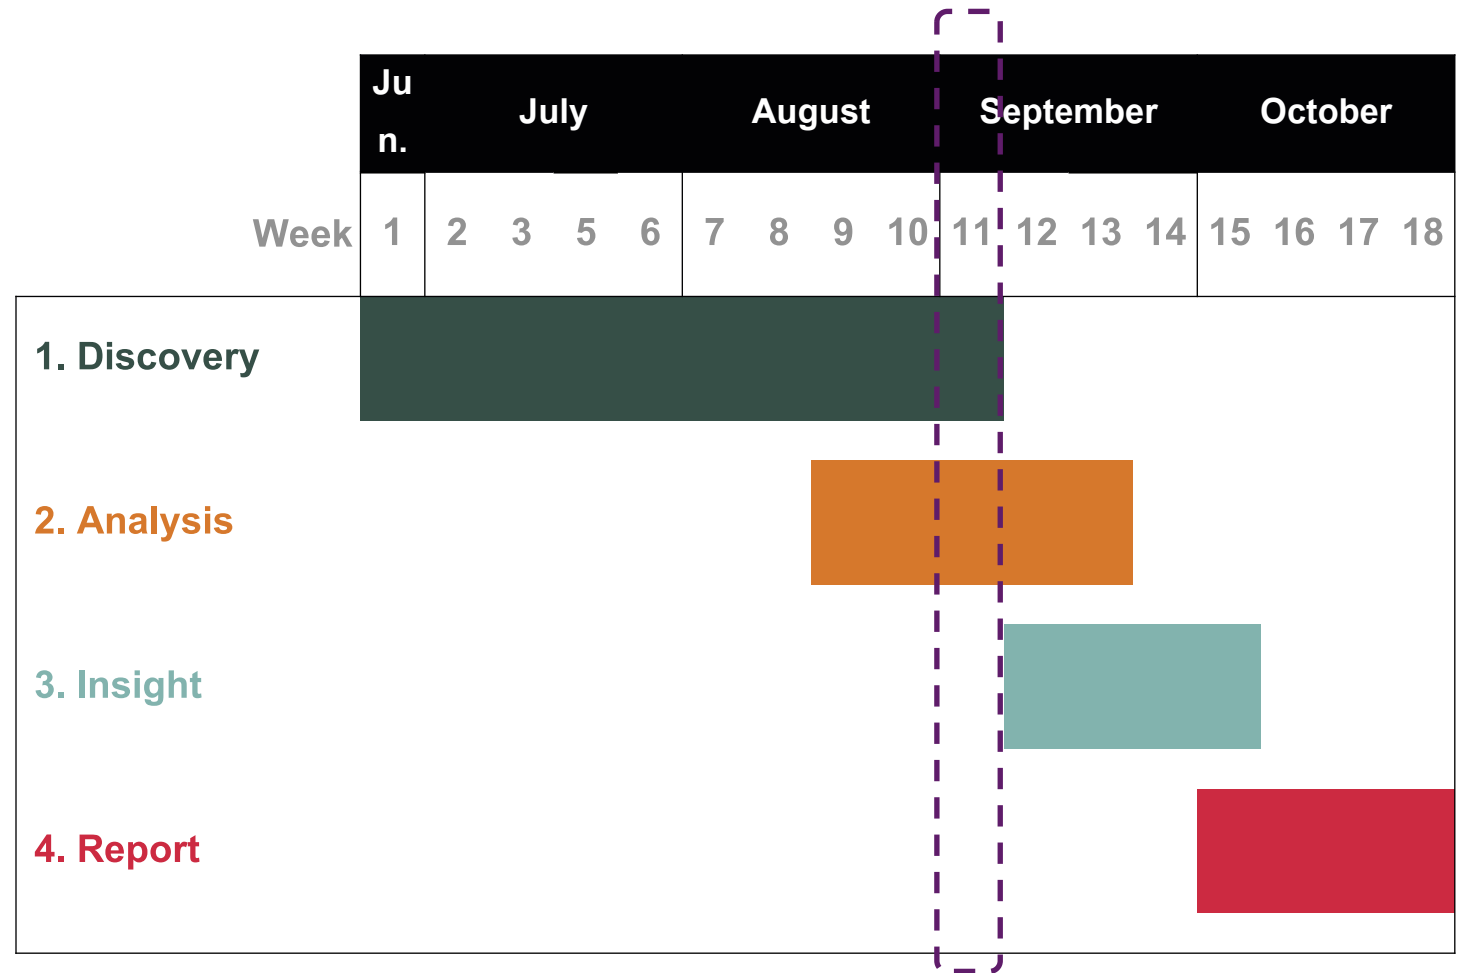 Ju
n.
July August September October
Week 1 2 3 5 6 7 8 9 10 11 12 13 14 15 16 17 18
1. Discovery
2. Analysis
3. Insight
4. Report